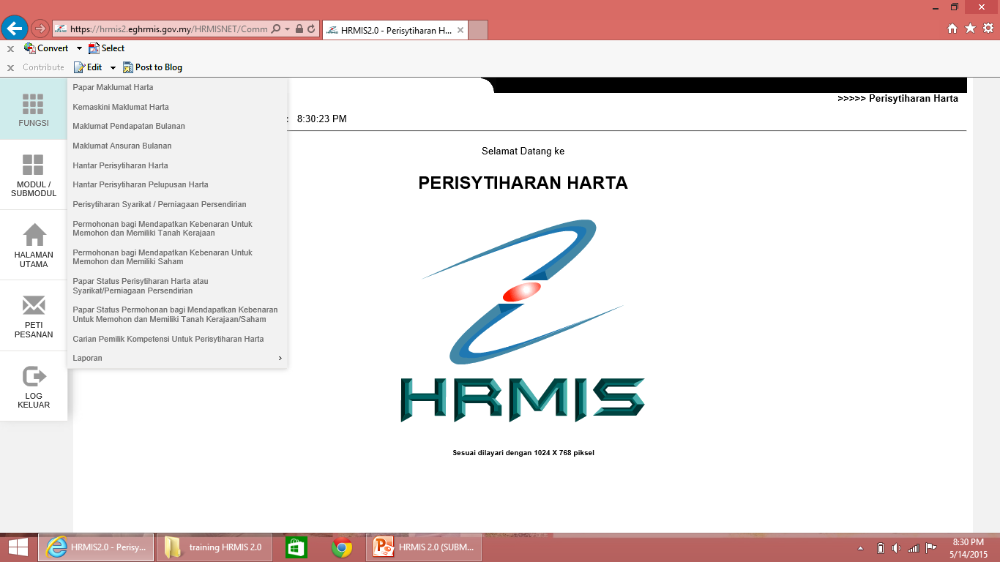 https://hrmis2.eghrmis.gov.my/HRMISNET/Comm
HRMIS2.0 - Perisytiharan H...
x Convert Select
x Contribute Edit Post to Blog
FUNGSI
MODUL /
SUBMODUL
HALAMAN
UTAMA
PETI
PESANAN
LOG
KELUAR
Papar Maklumat Harta
Kemaskini Maklumat Harta
Maklumat Pendapatan Bulanan
Maklumat Ansuran Bulanan
Hantar Perisytiharan Harta
Hantar Perisytiharan Pelupusan Harta
Perisytiharan Syarikat / Perniagaan Persendirian
Permohonan bagi Mendapatkan Kebenaran Untuk
Memohon dan Memiliki Tanah Kerajaan
Permohonan bagi Mendapatkan Kebenaran Untuk
Memohon dan Memiliki Saham
Papar Status Perisytiharan Harta atau
Syarikat/Perniagaan Persendirian
Papar Status Permohonan bagi Mendapatkan Kebenaran
Untuk Memohon dan Memiliki Tanah Kerajaan/Saham
Carian Pemilik Kompetensi Untuk Perisytiharan Harta
Laporan >
>>>>> Perisytiharan Harta
: 8:30:23 PM
Selamat Datang ke
PERISYTIHARAN HARTA
HRMIS
Sesuai dilayari dengan 1024 X 768 piksel
HRMIS2.0 - Perisy...
training HRMIS 2.0
HRMIS 2.0 (SUBM...
8:30 PM
5/14/2015